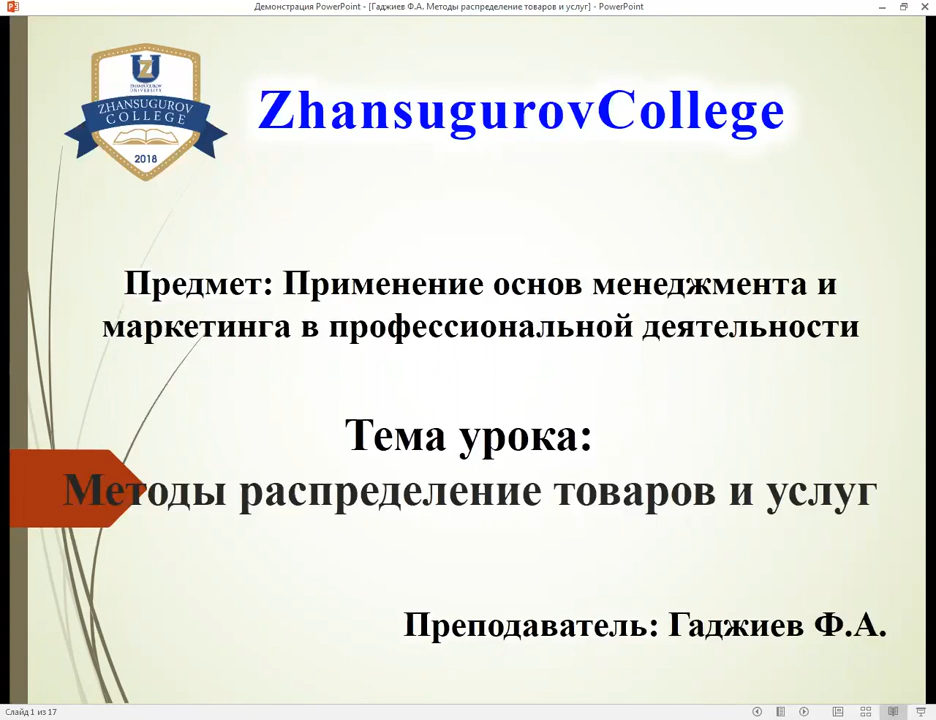 Демонстрация PowerPoint - [Гаджиев Ф.А. Методы распределение товаров и услуг] - PowerPoint
ZHANSUGUROV
UNIVERSITY
ZHANSUGUROV
COLLEGE
2018
ZhansugurovCollege
Предмет: Применение основ менеджмента и
маркетинга в профессиональной деятельности
Тема урока:
Методы распределение товаров и услуг
Преподаватель: Гаджиев Ф.А.
Слайд 1 из 17